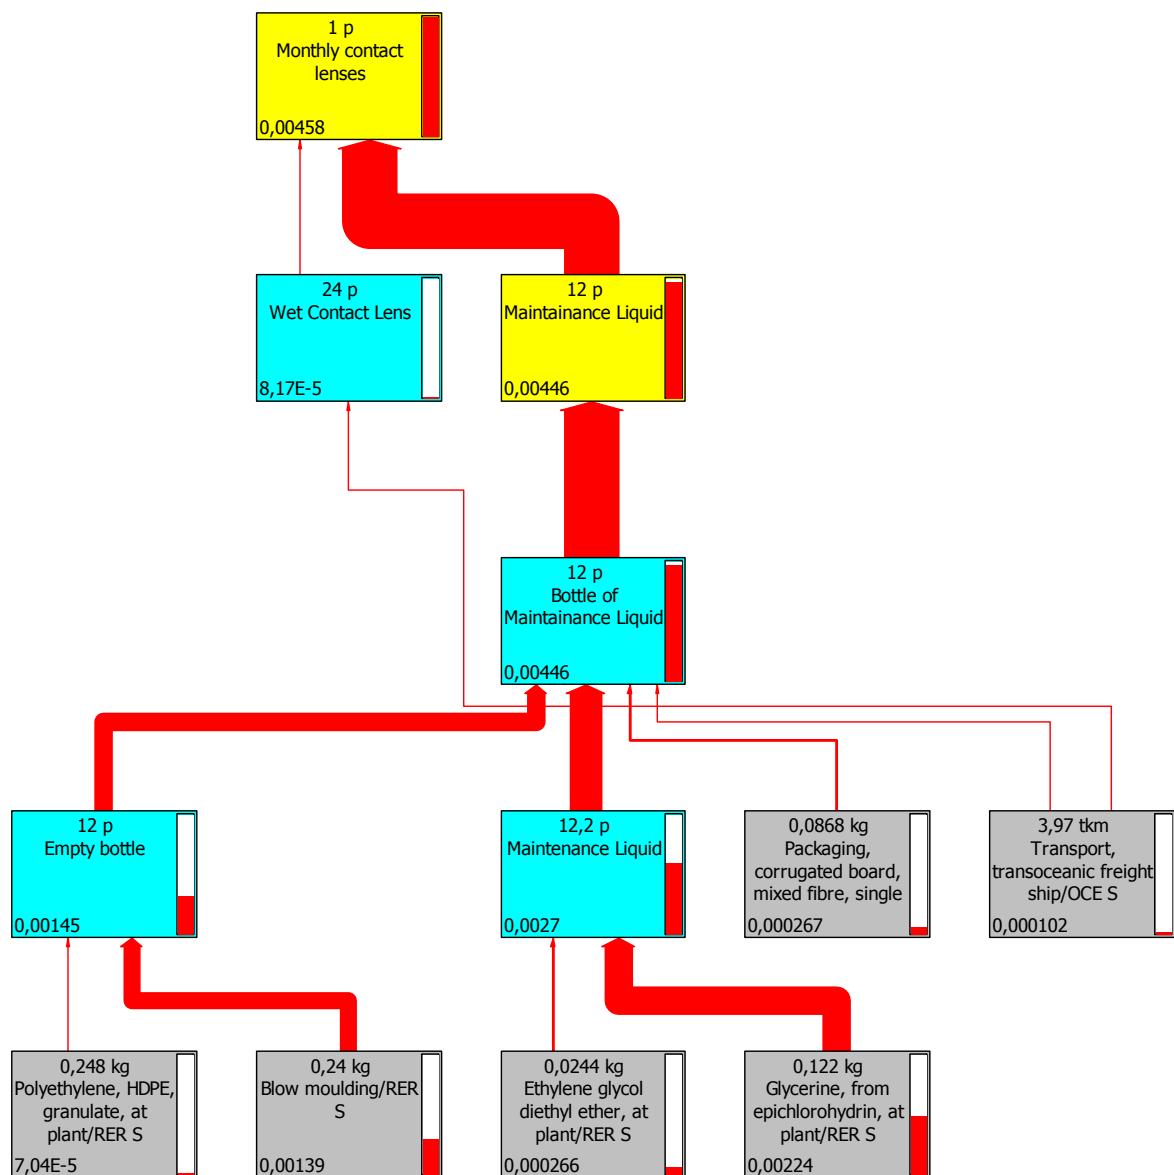 1 p
Monthly contact
lenses
0,00458
24 p
Wet Contact Lens
8,17E-5
12 p
Maintainance Liquid
0,00446
12 p
Bottle of
Maintainance Liquid
0,00446
12 p
Empty bottle
0,00145
12,2 p
Maintenance Liquid
0,0027
0,0868 kg
Packaging,
corrugated board,
mixed fibre, single
0,000267
3,97 tkm
Transport,
transoceanic freight
ship/OCE S
0,000102
0,248 kg
Polyethylene, HDPE,
granulate, at
plant/RER S
7,04E-5
0,24 kg
Blow moulding/RER
S
0,00139
0,0244 kg
Ethylene glycol
diethyl ether, at
plant/RER S
0,000266
0,122 kg
Glycerine, from
epichlorohydrin, at
plant/RER S
0,00224